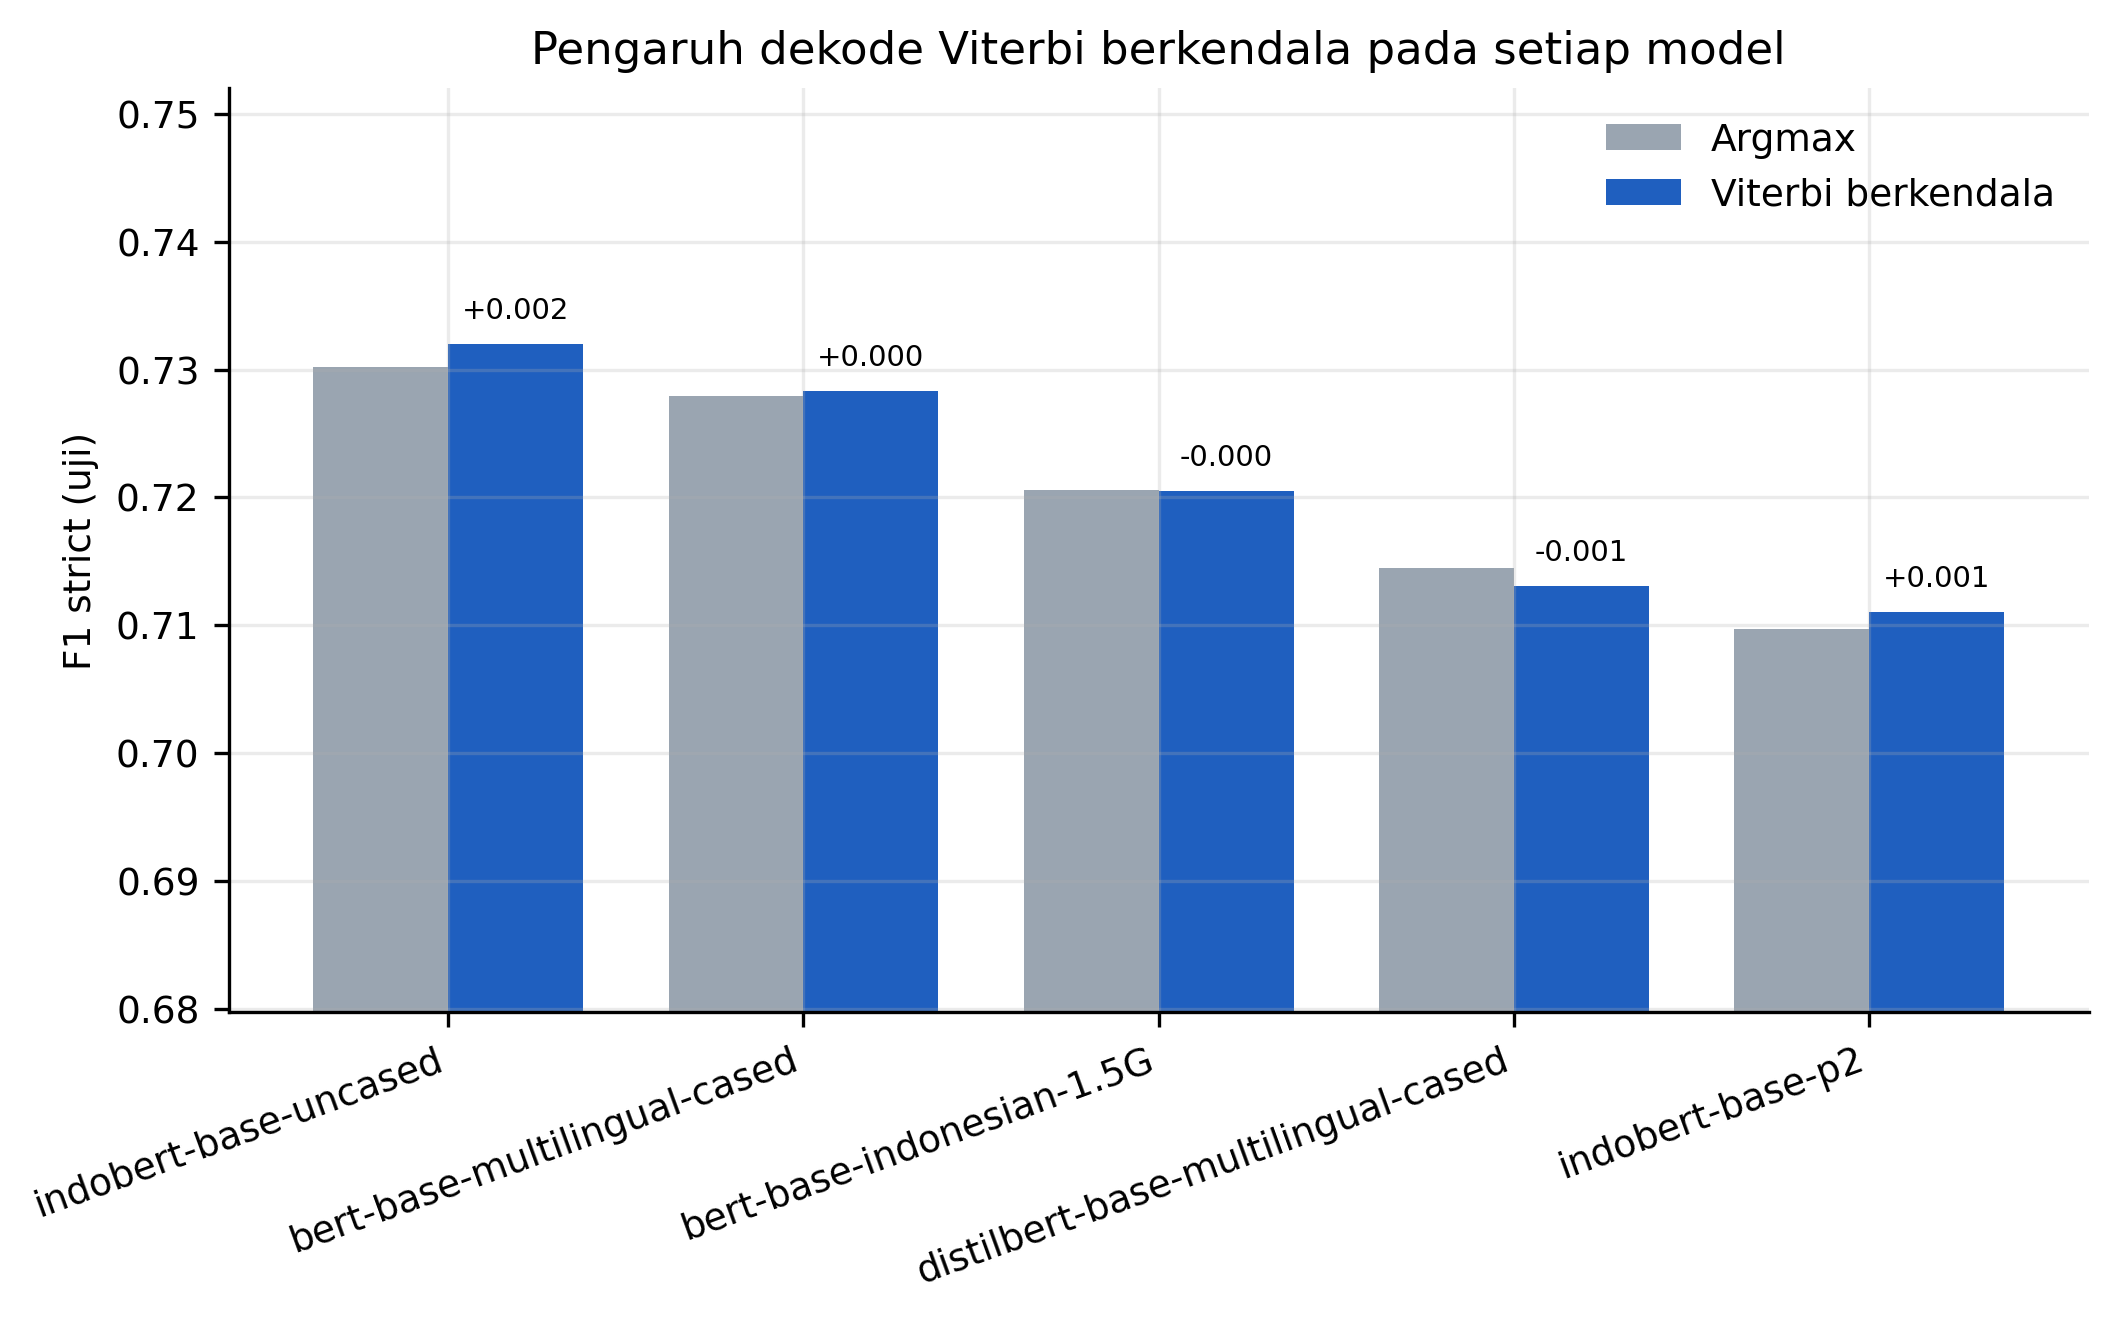 Pengaruh dekode Viterbi berkendala pada setiap model
Argmax
Viterbi berkendala
F1 strict (uji)
0.75
0.74
0.73
0.72
0.71
0.70
0.69
0.68
+0.002
+0.000
-0.000
-0.001
+0.001
indobert-base-uncased
bert-base-multilingual-cased
bert-base-indonesian-1.5G
distilbert-base-multilingual-cased
indobert-base-p2